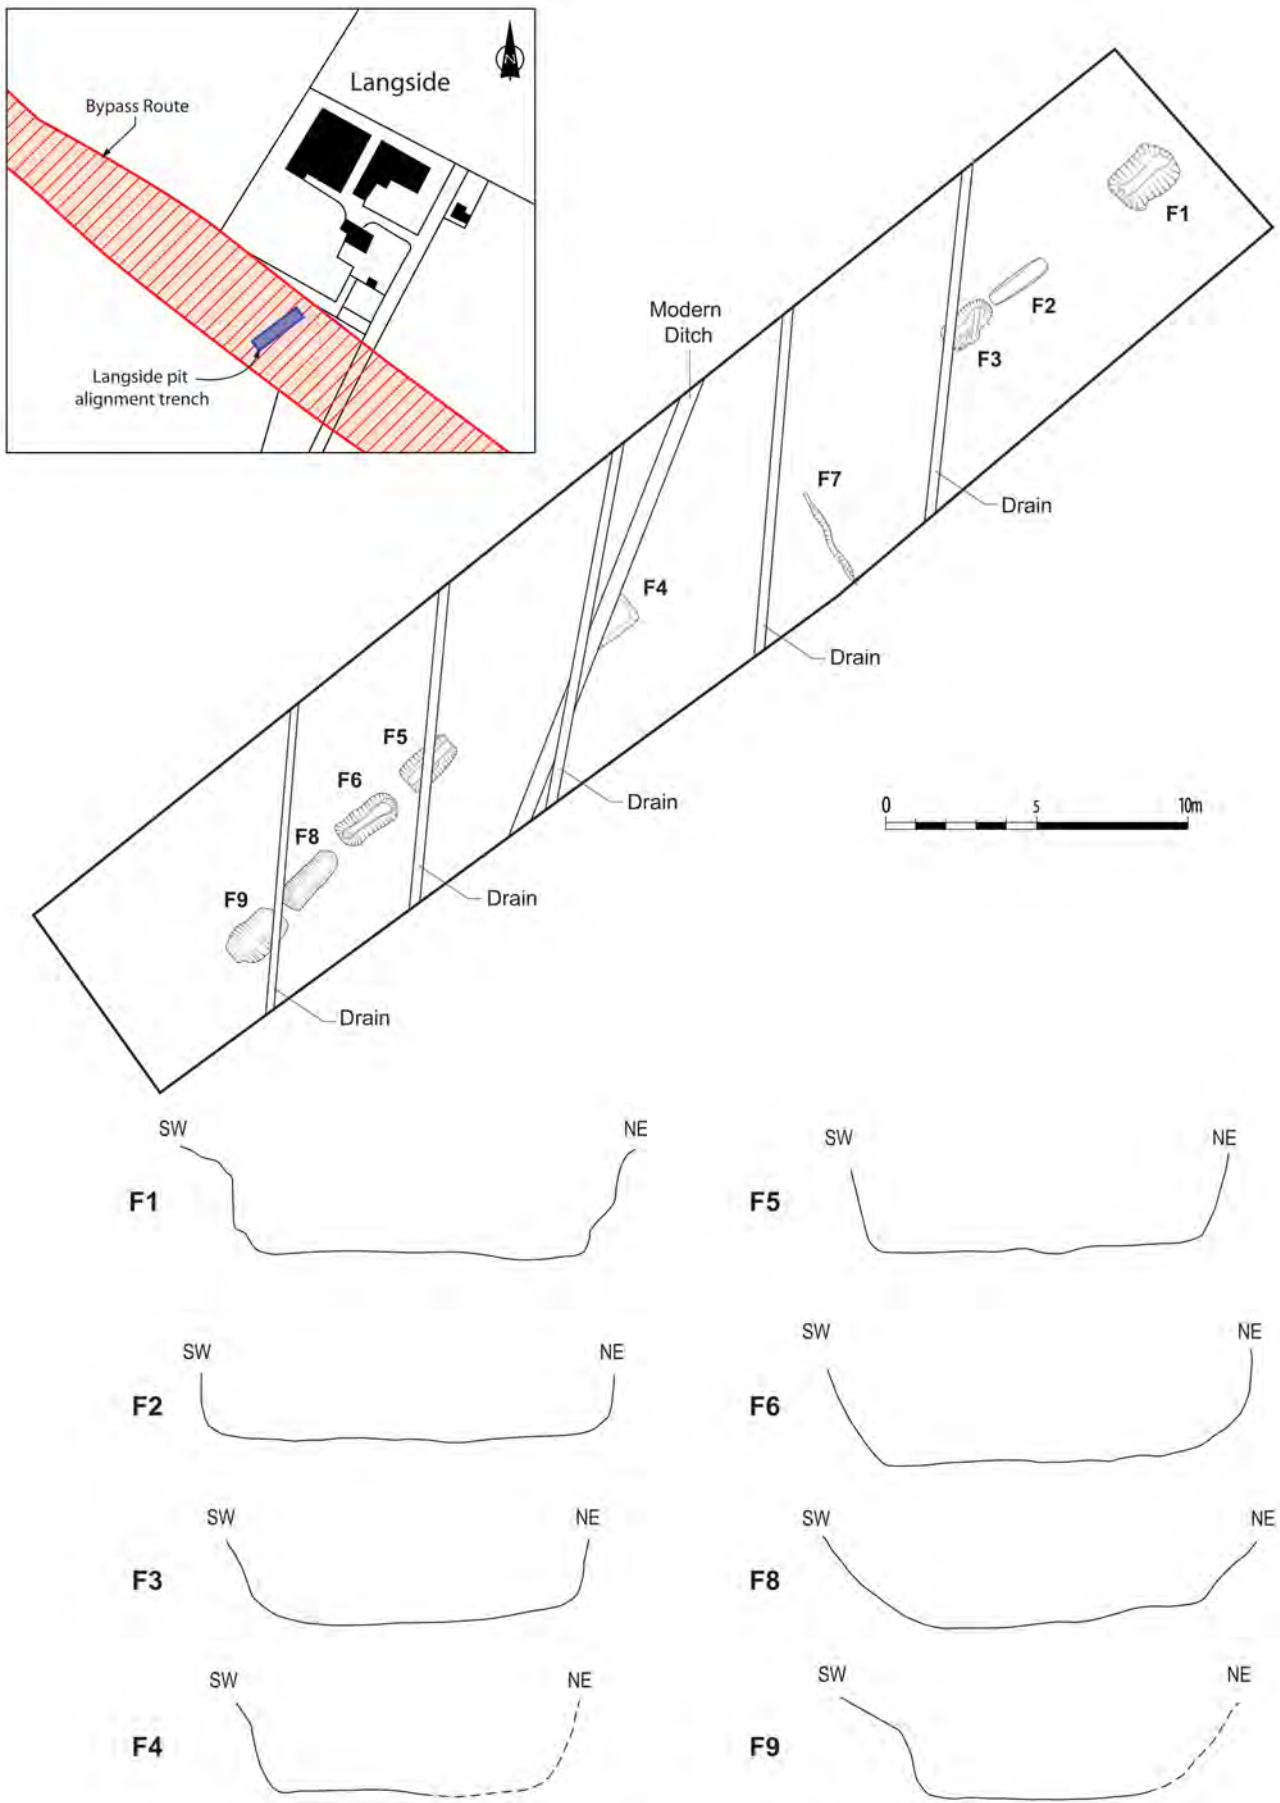 Langside
N
Bypass Route
Langside pit
alignment trench
F1
F2
F3
Modern
Ditch
F7
Drain
F4
Drain
F5
F6
Drain
F8
0 5 10m
F9
Drain
Drain
SW NE
F1
SW NE
F5
SW NE
F2
SW NE
F6
SW NE
F3
SW NE
F8
SW NE
F4
SW NE
F9